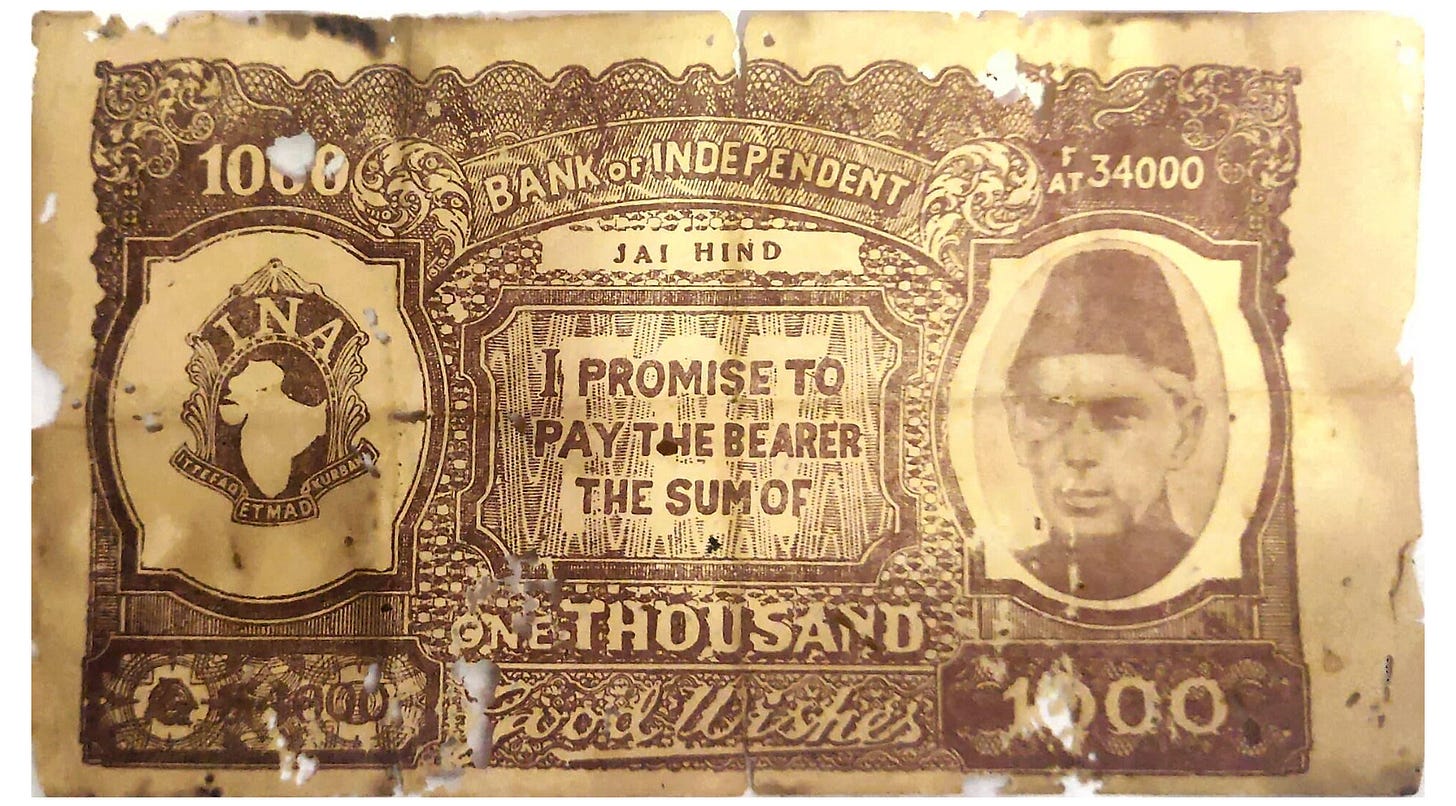 1000
BANK OF INDEPENDENT
F
AT 34000
JAI HIND
INA
ITTEFAQ ETMAD KURBANI
I PROMISE TO
PAY THE BEARER
THE SUM OF
ONE THOUSAND
Good Wishes
1000